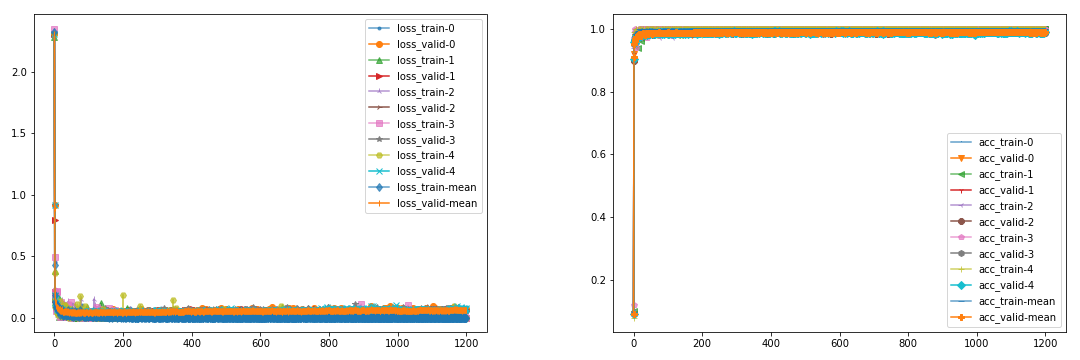 2.0
1.5
1.0
0.5
0.0
0
200
400
600
800
1000
1200
loss_train-0
loss_valid-0
loss_train-1
loss_valid-1
loss_train-2
loss_valid-2
loss_train-3
loss_valid-3
loss_train-4
loss_valid-4
loss_train-mean
loss_valid-mean
1.0
0.8
0.6
0.4
0.2
0
200
400
600
800
1000
1200
acc_train-0
acc_valid-0
acc_train-1
acc_valid-1
acc_train-2
acc_valid-2
acc_train-3
acc_valid-3
acc_train-4
acc_valid-4
acc_train-mean
acc_valid-mean